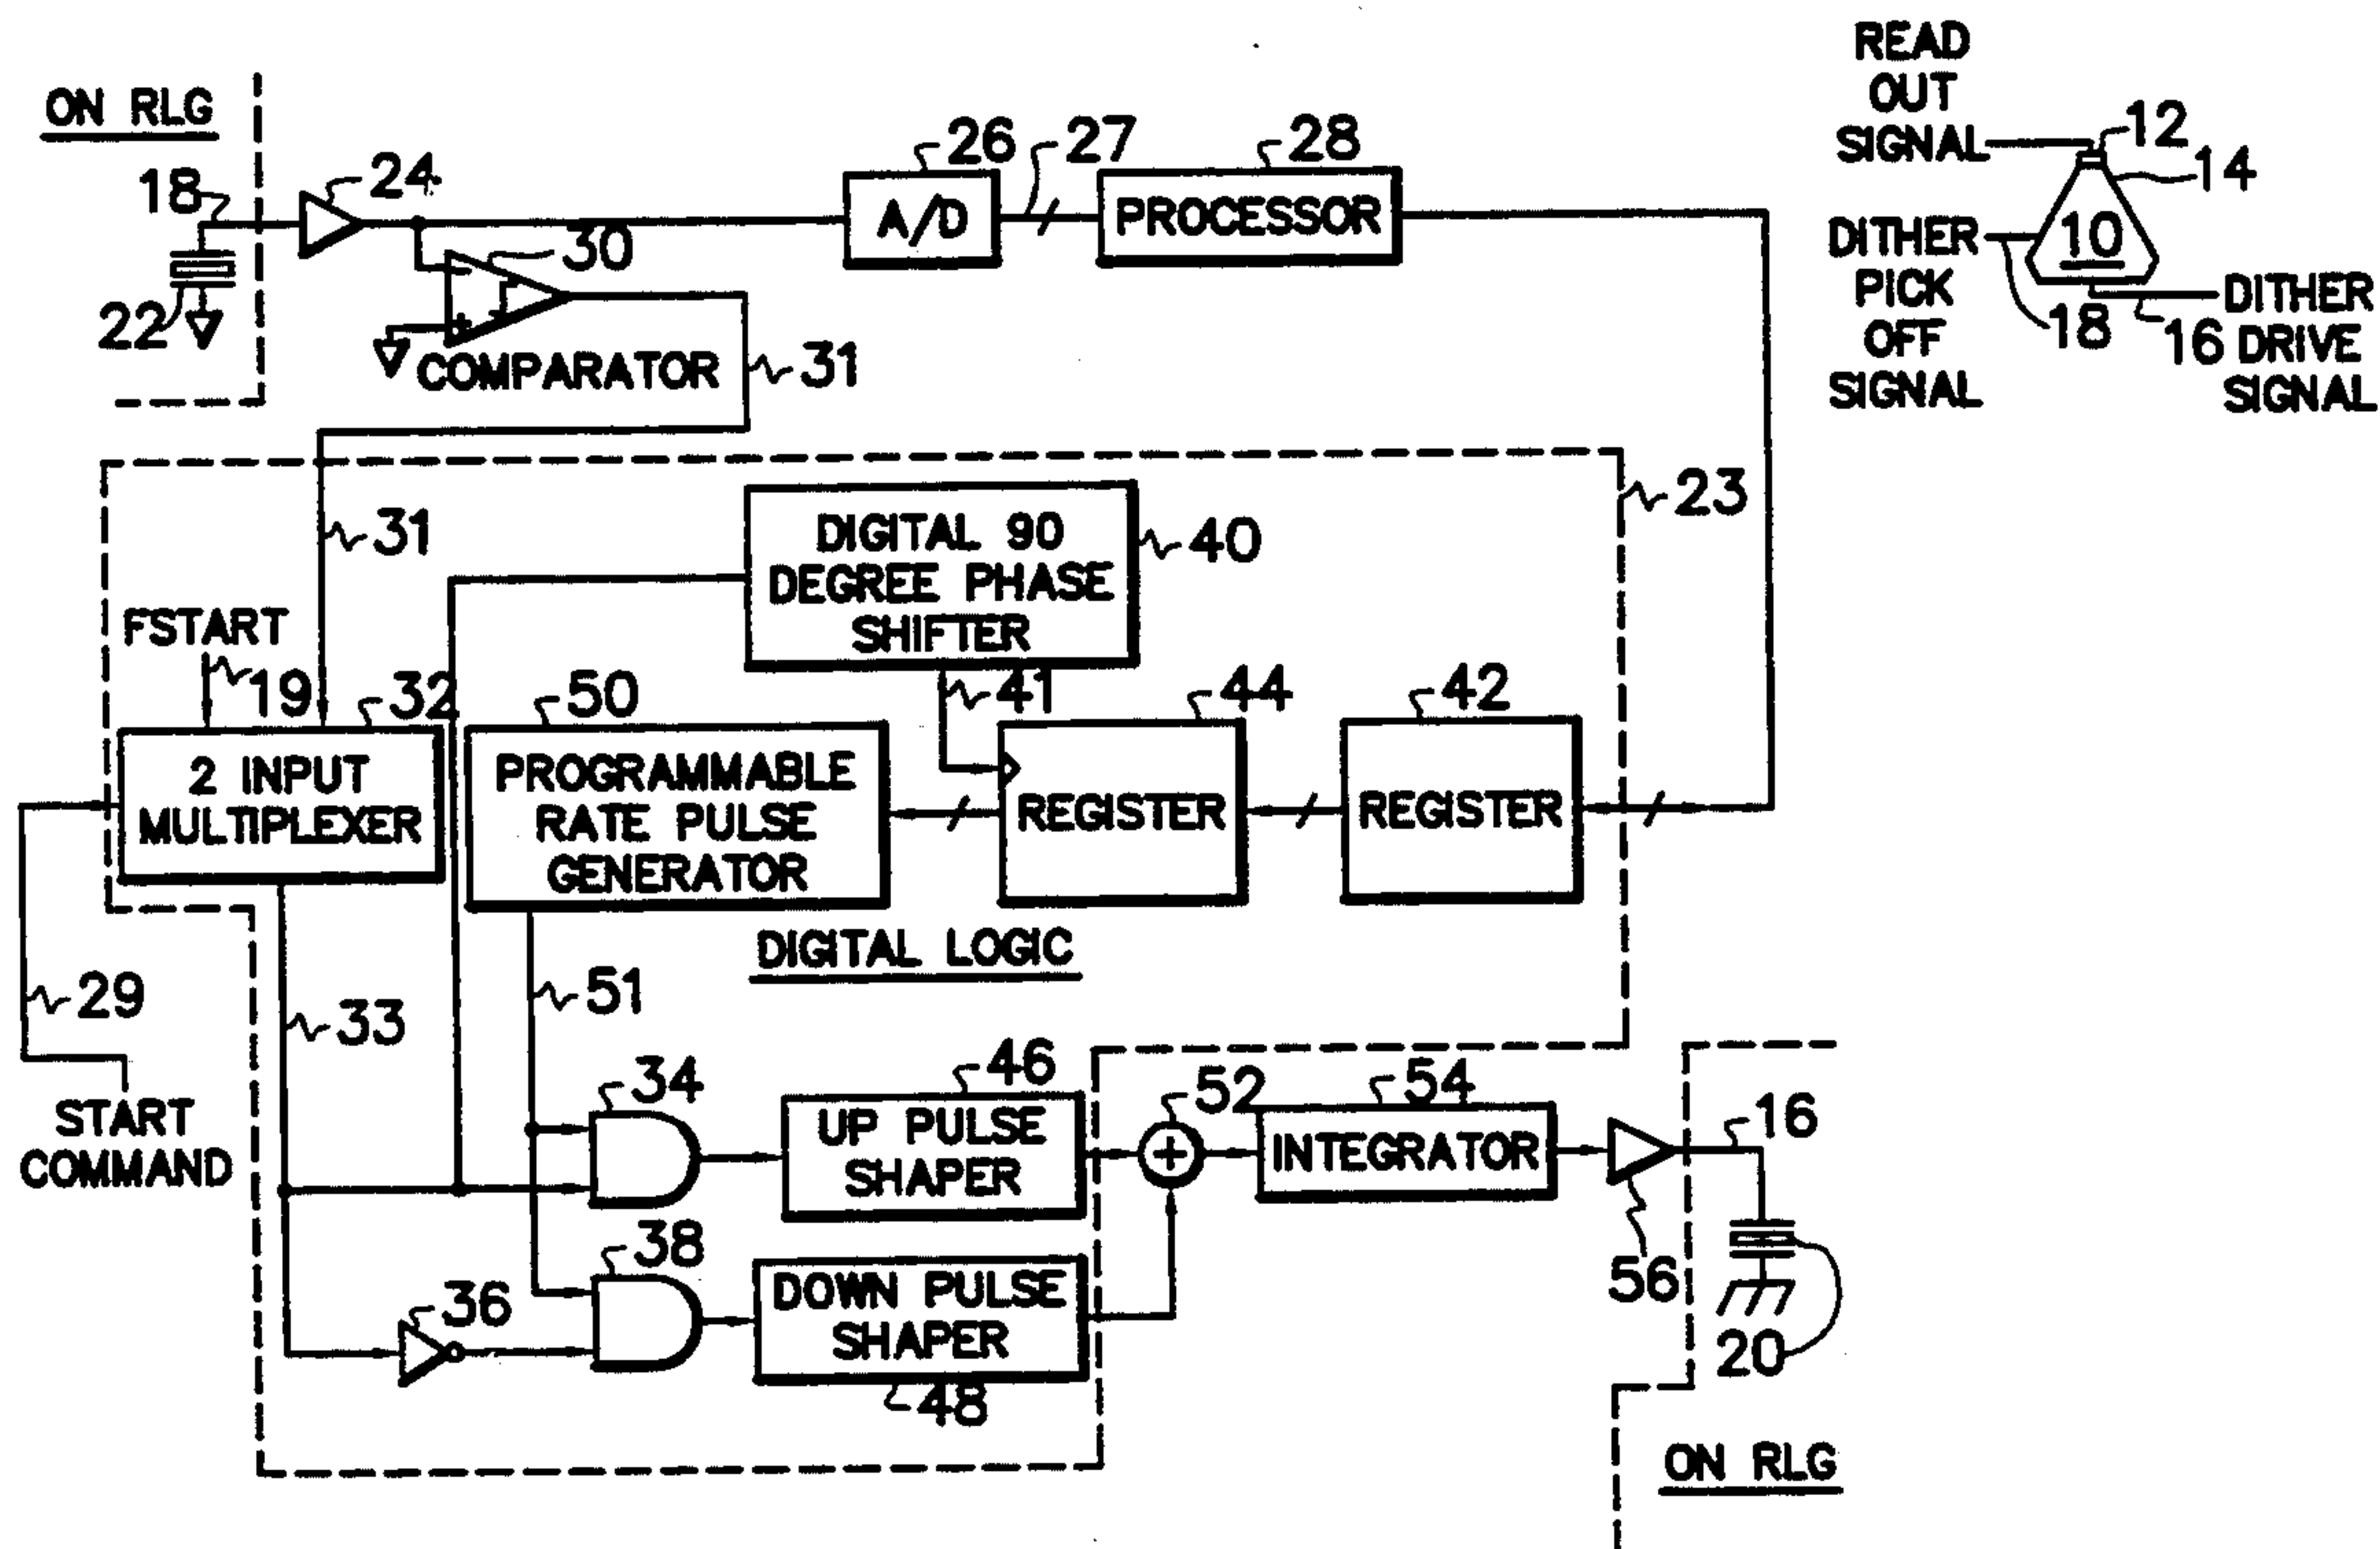 ON RLG
18
24
22
30
COMPARATOR
31
26
A/D
27
28
PROCESSOR
READ
OUT
SIGNAL
12
14
10
DITHER
PICK
OFF
SIGNAL
18
16
DITHER
DRIVE
SIGNAL
23
31
DIGITAL 90
DEGREE PHASE
SHIFTER
40
41
FSTART
19
32
2 INPUT
MULTIPLEXER
50
PROGRAMMABLE
RATE PULSE
GENERATOR
44
REGISTER
42
REGISTER
DIGITAL LOGIC
29
START
COMMAND
33
51
34
46
UP PULSE
SHAPER
52
54
INTEGRATOR
16
56
20
36
38
DOWN PULSE
SHAPER
48
ON RLG